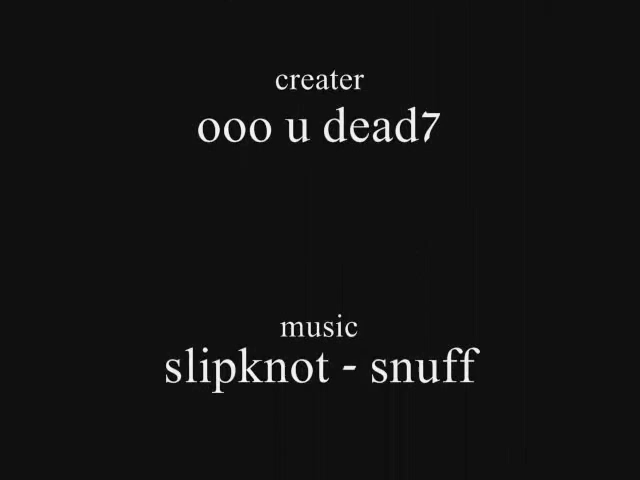 creater
ooo u dead7
music
slipknot - snuff